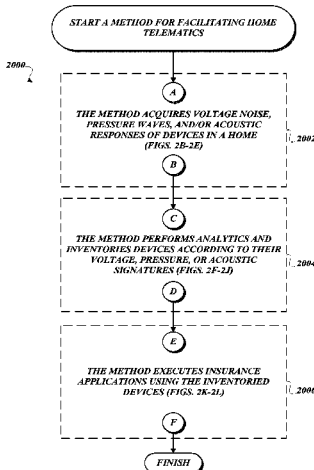 START A METHOD FOR FACILITATING HOME
TELEMATICS
2000
A
THE METHOD ACQUIRES VOLTAGE NOISE,
PRESSURE WAVES, AND/OR ACOUSTIC
RESPONSES OF DEVICES IN A HOME
(FIGS. 2B-2E)
2002
B
C
THE METHOD PERFORMS ANALYTICS AND
INVENTORIES DEVICES ACCORDING TO THEIR
VOLTAGE, PRESSURE, OR ACOUSTIC
SIGNATURES (FIGS. 2F-2J)
2004
D
E
THE METHOD EXECUTES INSURANCE
APPLICATIONS USING THE INVENTORIED
DEVICES (FIGS. 2K-2L)
2006
F
FINISH